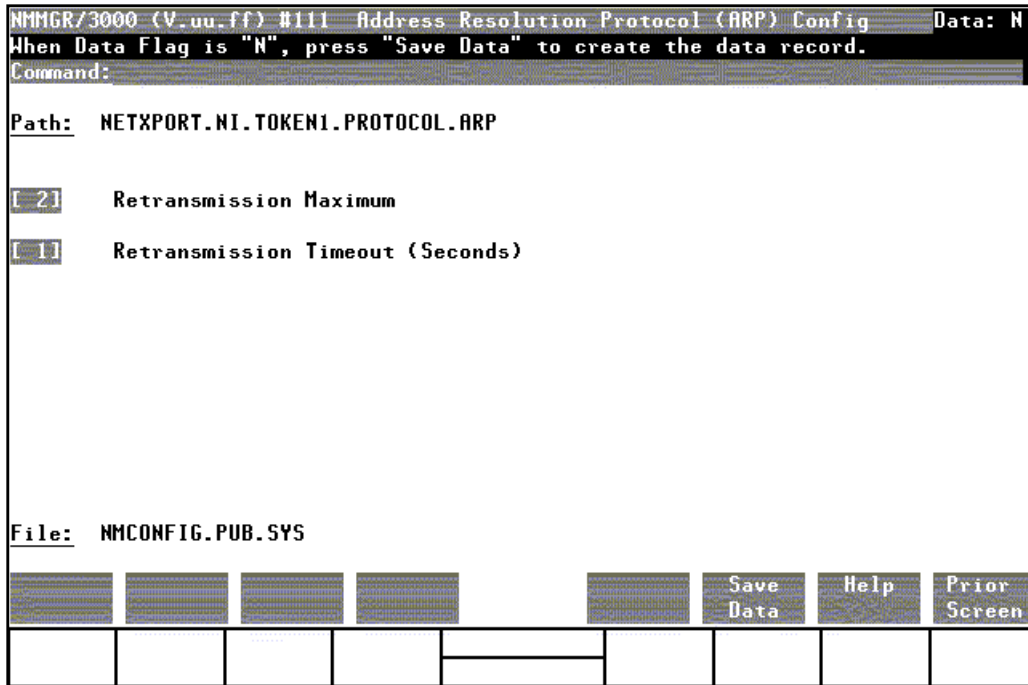 NMMGR/3000 (V.uu.ff) #111 Address Resolution Protocol (ARP) Config Data: N
When Data Flag is "N", press "Save Data" to create the data record.
Command:
Path: NETXPORT.NI.TOKEN1.PROTOCOL.ARP
[ 2] Retransmission Maximum
[ 1] Retransmission Timeout (Seconds)
File: NMCONFIG.PUB.SYS
Save Help Prior
Data Screen